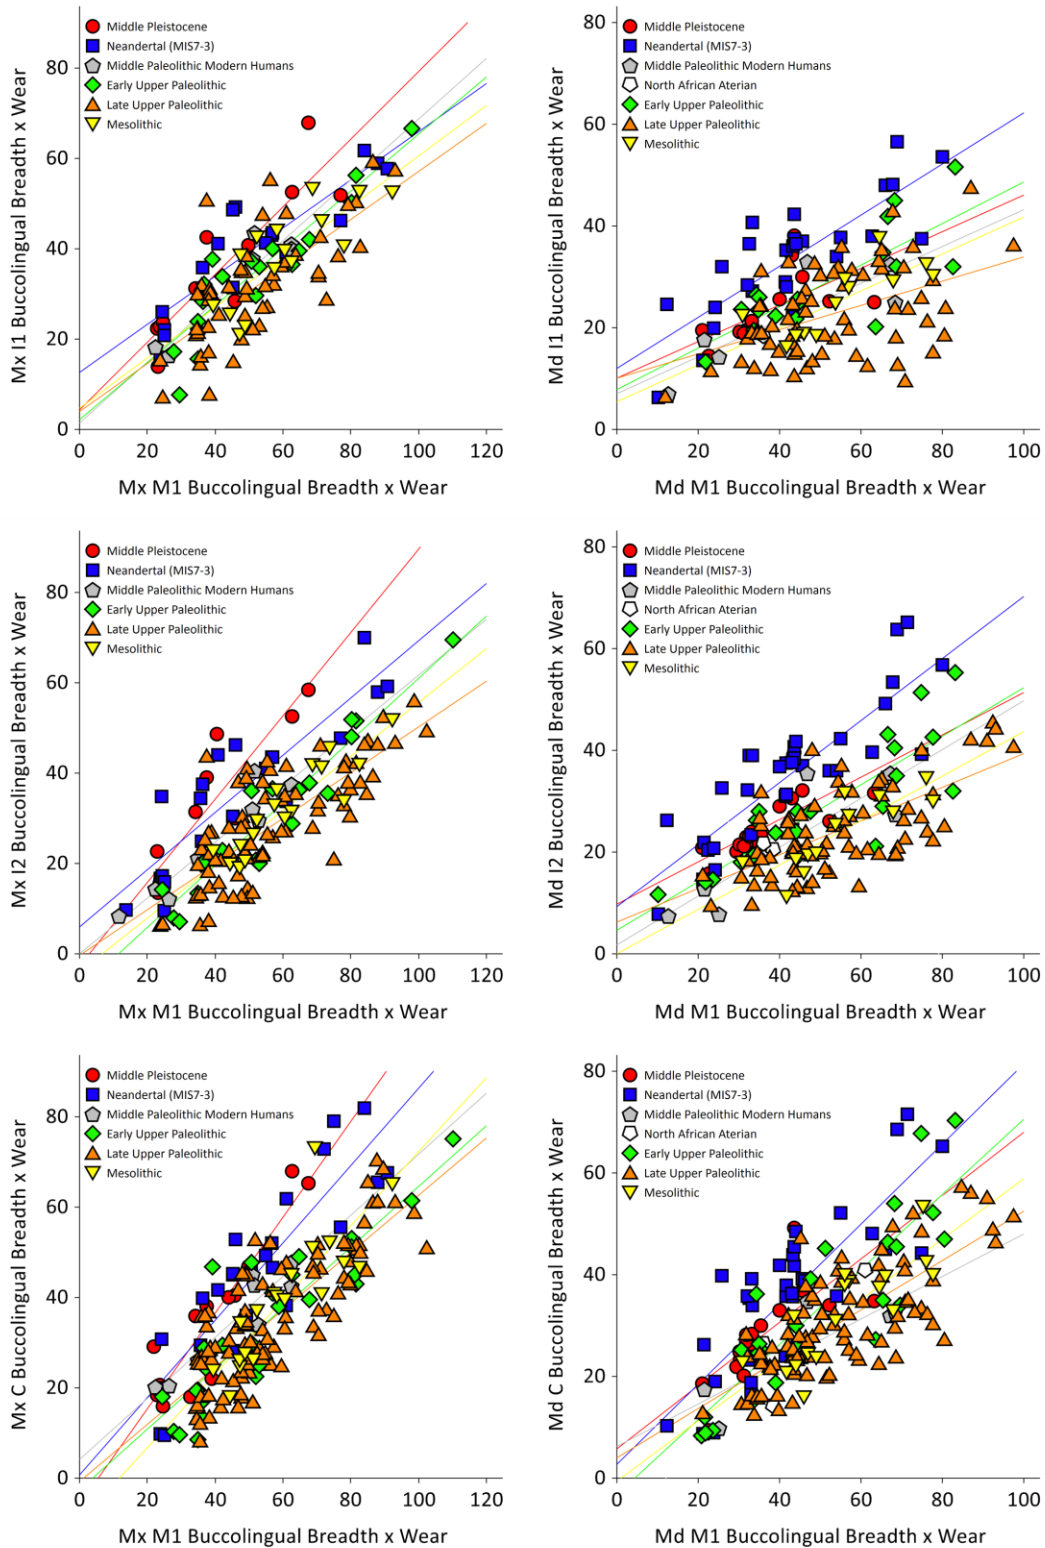 Mx I1 Buccolingual Breadth x Wear
80
60
40
20
0
Middle Pleistocene
Neandertal (MIS7-3)
Middle Paleolithic Modern Humans
Early Upper Paleolithic
Late Upper Paleolithic
Mesolithic
0 20 40 60 80 100 120
Mx M1 Buccolingual Breadth x Wear
Md I1 Buccolingual Breadth x Wear
80
60
40
20
0
Middle Pleistocene
Neandertal (MIS7-3)
Middle Paleolithic Modern Humans
North African Aterian
Early Upper Paleolithic
Late Upper Paleolithic
Mesolithic
0 20 40 60 80 100
Md M1 Buccolingual Breadth x Wear
Mx I2 Buccolingual Breadth x Wear
80
60
40
20
0
Middle Pleistocene
Neandertal (MIS7-3)
Middle Paleolithic Modern Humans
Early Upper Paleolithic
Late Upper Paleolithic
Mesolithic
0 20 40 60 80 100 120
Mx M1 Buccolingual Breadth x Wear
Md I2 Buccolingual Breadth x Wear
80
60
40
20
0
Middle Pleistocene
Neandertal (MIS7-3)
Middle Paleolithic Modern Humans
North African Aterian
Early Upper Paleolithic
Late Upper Paleolithic
Mesolithic
0 20 40 60 80 100
Md M1 Buccolingual Breadth x Wear
Mx C Buccolingual Breadth x Wear
80
60
40
20
0
Middle Pleistocene
Neandertal (MIS7-3)
Middle Paleolithic Modern Humans
Early Upper Paleolithic
Late Upper Paleolithic
Mesolithic
0 20 40 60 80 100 120
Mx M1 Buccolingual Breadth x Wear
Md C Buccolingual Breadth x Wear
80
60
40
20
0
Middle Pleistocene
Neandertal (MIS7-3)
Middle Paleolithic Modern Humans
North African Aterian
Early Upper Paleolithic
Late Upper Paleolithic
Mesolithic
0 20 40 60 80 100
Md M1 Buccolingual Breadth x Wear